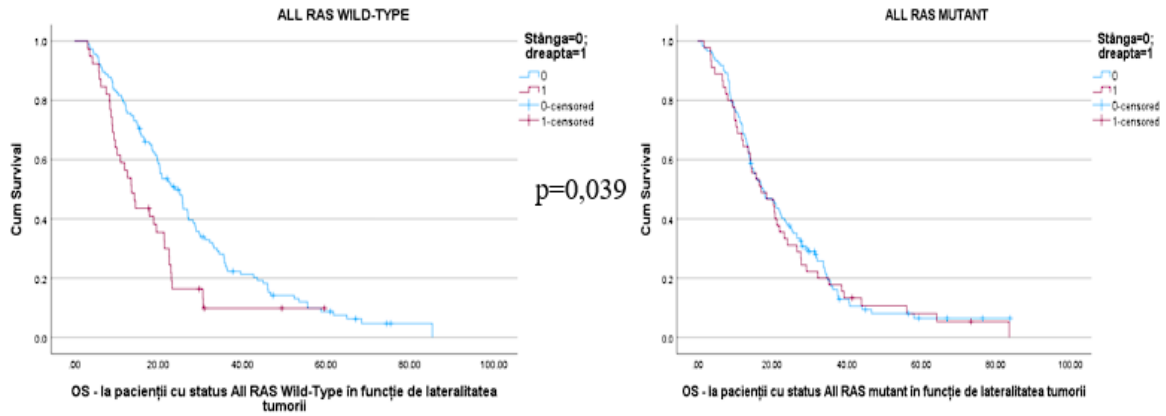 ALL RAS WILD-TYPE
Cum Survival
1.0
0.8
0.6
0.4
0.2
0.0
.00
20.00
40.00
60.00
80.00
100.00
OS - la pacienții cu status All RAS Wild-Type în funcție de lateralitatea
tumorii
Stânga=0;
dreapta=1
0
1
0-censored
1-censored
p=0,039
ALL RAS MUTANT
Cum Survival
1.0
0.8
0.6
0.4
0.2
0.0
.00
20.00
40.00
60.00
80.00
100.00
OS - la pacienții cu status All RAS mutant în funcție de lateralitatea tumorii
Stânga=0;
dreapta=1
0
1
0-censored
1-censored